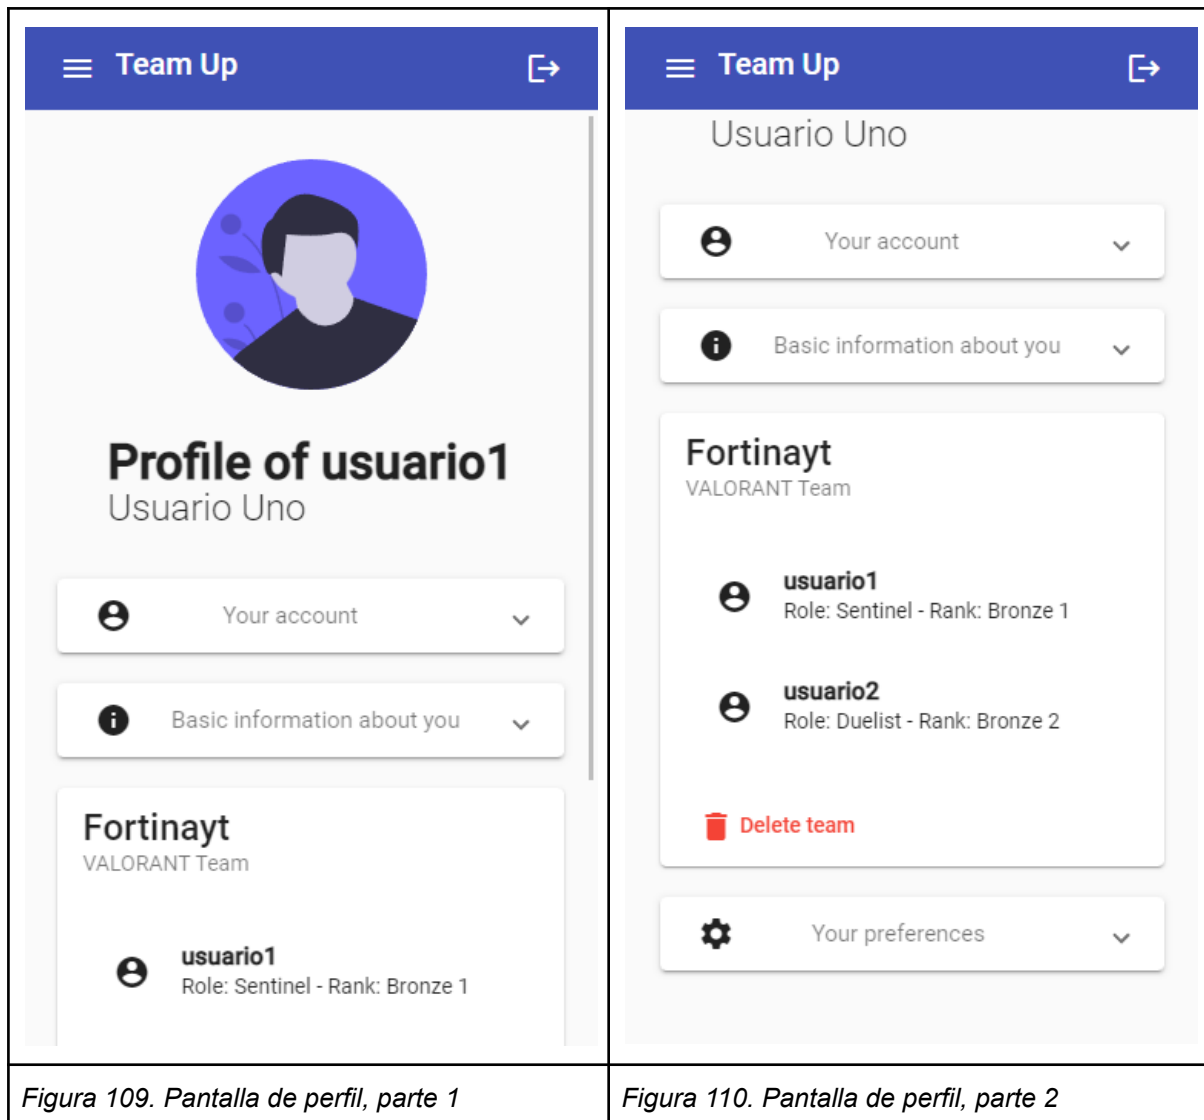 Team Up
Profile of usuario1
Usuario Uno
Your account
Basic information about you
Fortinayt
VALORANT Team
usuario1
Role: Sentinel - Rank: Bronze 1
Figura 109. Pantalla de perfil, parte 1
Team Up
Usuario Uno
Your account
Basic information about you
Fortinayt
VALORANT Team
usuario1
Role: Sentinel - Rank: Bronze 1
usuario2
Role: Duelist - Rank: Bronze 2
Delete team
Your preferences
Figura 110. Pantalla de perfil, parte 2